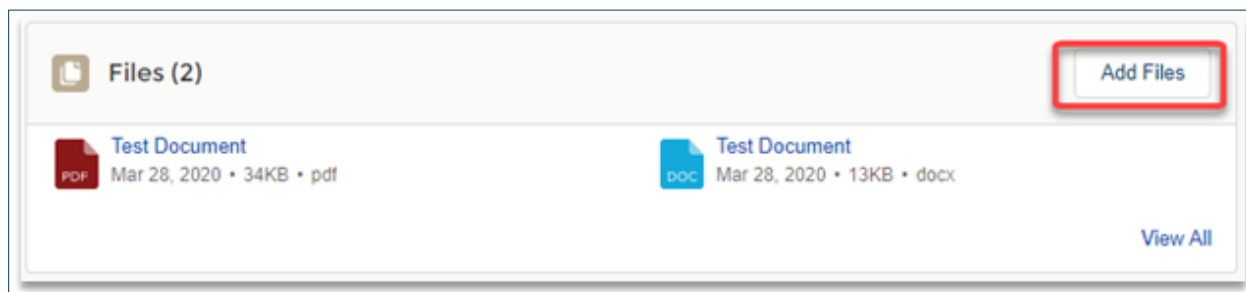 Files (2)
Add Files
Test Document
PDF
Mar 28, 2020 • 34KB • pdf
Test Document
DOC
Mar 28, 2020 • 13KB • docx
View All